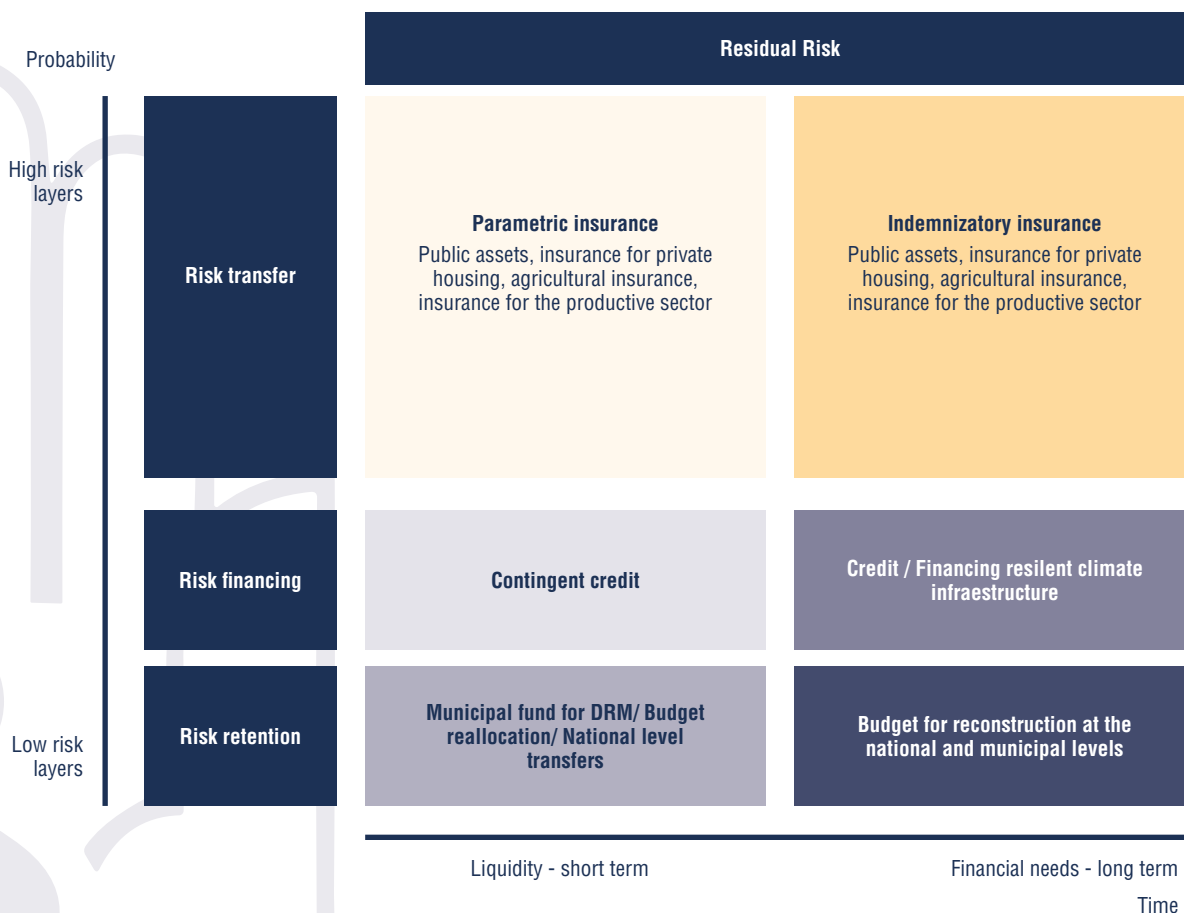 Residual Risk
Probability
High risk
layers
Risk transfer
Parametric insurance
Public assets, insurance for private
housing, agricultural insurance,
insurance for the productive sector
Indemnizatory insurance
Public assets, insurance for private
housing, agricultural insurance,
insurance for the productive sector
Risk financing
Contingent credit
Credit / Financing resilent climate
infraestructure
Low risk
layers
Risk retention
Municipal fund for DRM/ Budget
reallocation/ National level
transfers
Budget for reconstruction at the
national and municipal levels
Liquidity - short term
Financial needs - long term
Time